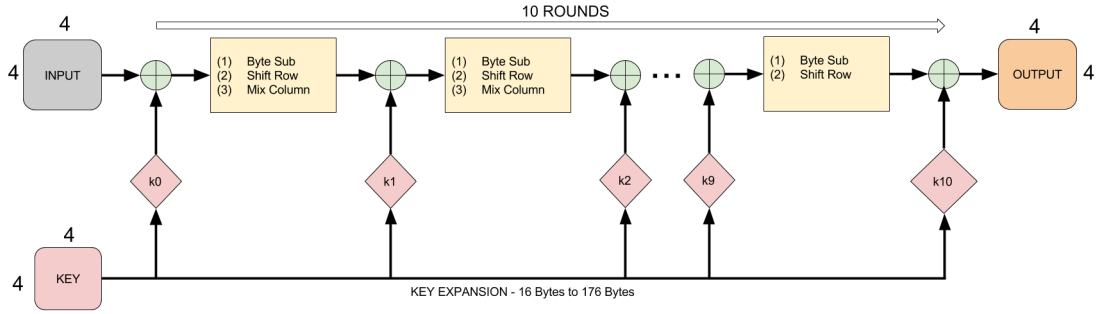 10 ROUNDS
4
4
INPUT
(1) Byte Sub
(2) Shift Row
(3) Mix Column
(1) Byte Sub
(2) Shift Row
(3) Mix Column
...
(1) Byte Sub
(2) Shift Row
4
OUTPUT
4
k0
k1
k2
k9
k10
4
4
KEY
KEY EXPANSION - 16 Bytes to 176 Bytes